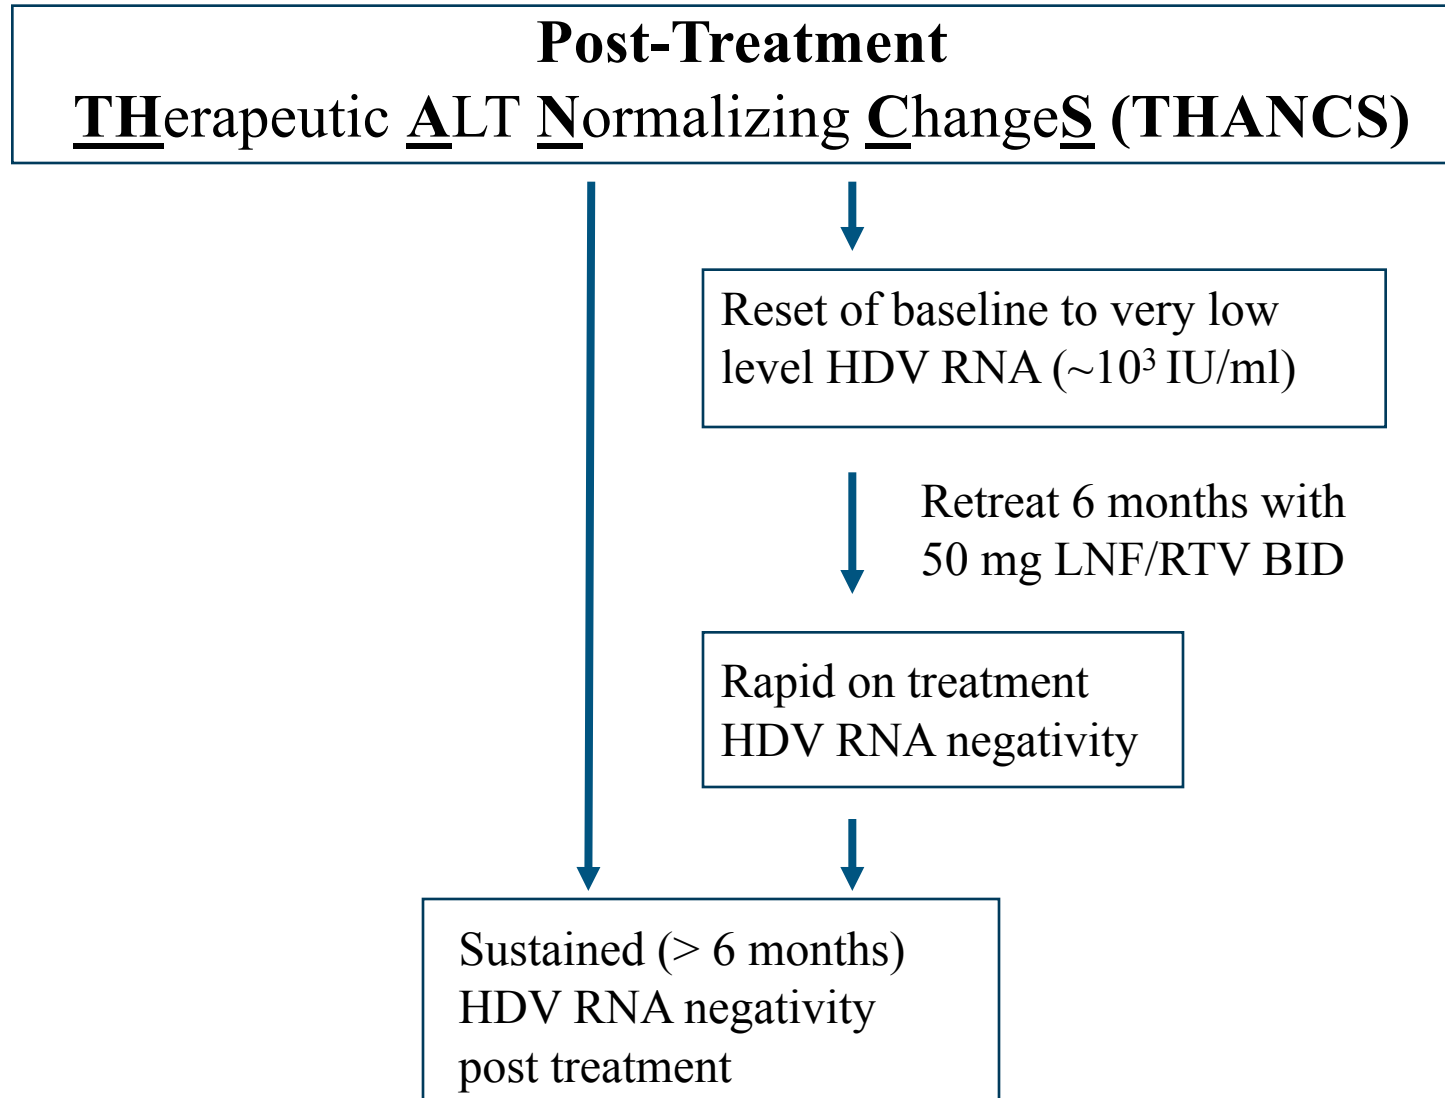 Post-Treatment
THerapeutic ALT Normalizing ChangeS (THANCS)
Reset of baseline to very low
level HDV RNA (~10³ IU/ml)
Retreat 6 months with
50 mg LNF/RTV BID
Rapid on treatment
HDV RNA negativity
Sustained (> 6 months)
HDV RNA negativity
post treatment